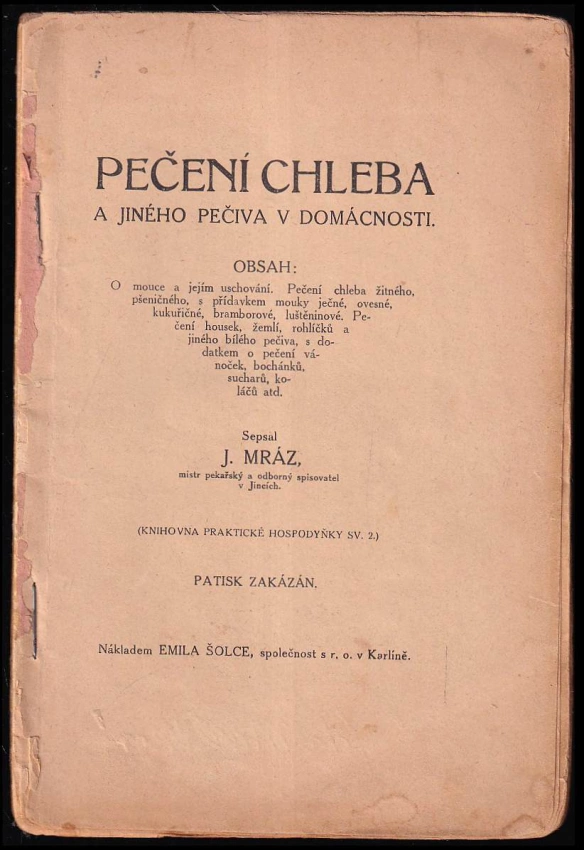 PEČENÍ CHLEBA
A JINÉHO PEČIVA V DOMÁCNOSTI.
OBSAH:
O mouce a jejím uschování. Pečení chleba žitného,
pšeničného, s přídavkem mouky ječné, ovesné,
kukuřičné, bramborové, luštěninové. Pe-
čení housek, žemlí, rohlíčků a
jiného bílého pečiva, s do-
datkem o pečení vá-
noček, bochánků,
sucharů, ko-
láčů atd.
Sepsal
J. MRÁZ,
mistr pekařský a odborný spisovatel
v Jincích.
(KNIHOVNA PRAKTICKÉ HOSPODYŇKY SV. 2.)
PATISK ZAKÁZÁN.
Nákladem EMILA ŠOLCE, společnost s r. o. v Karlíně.